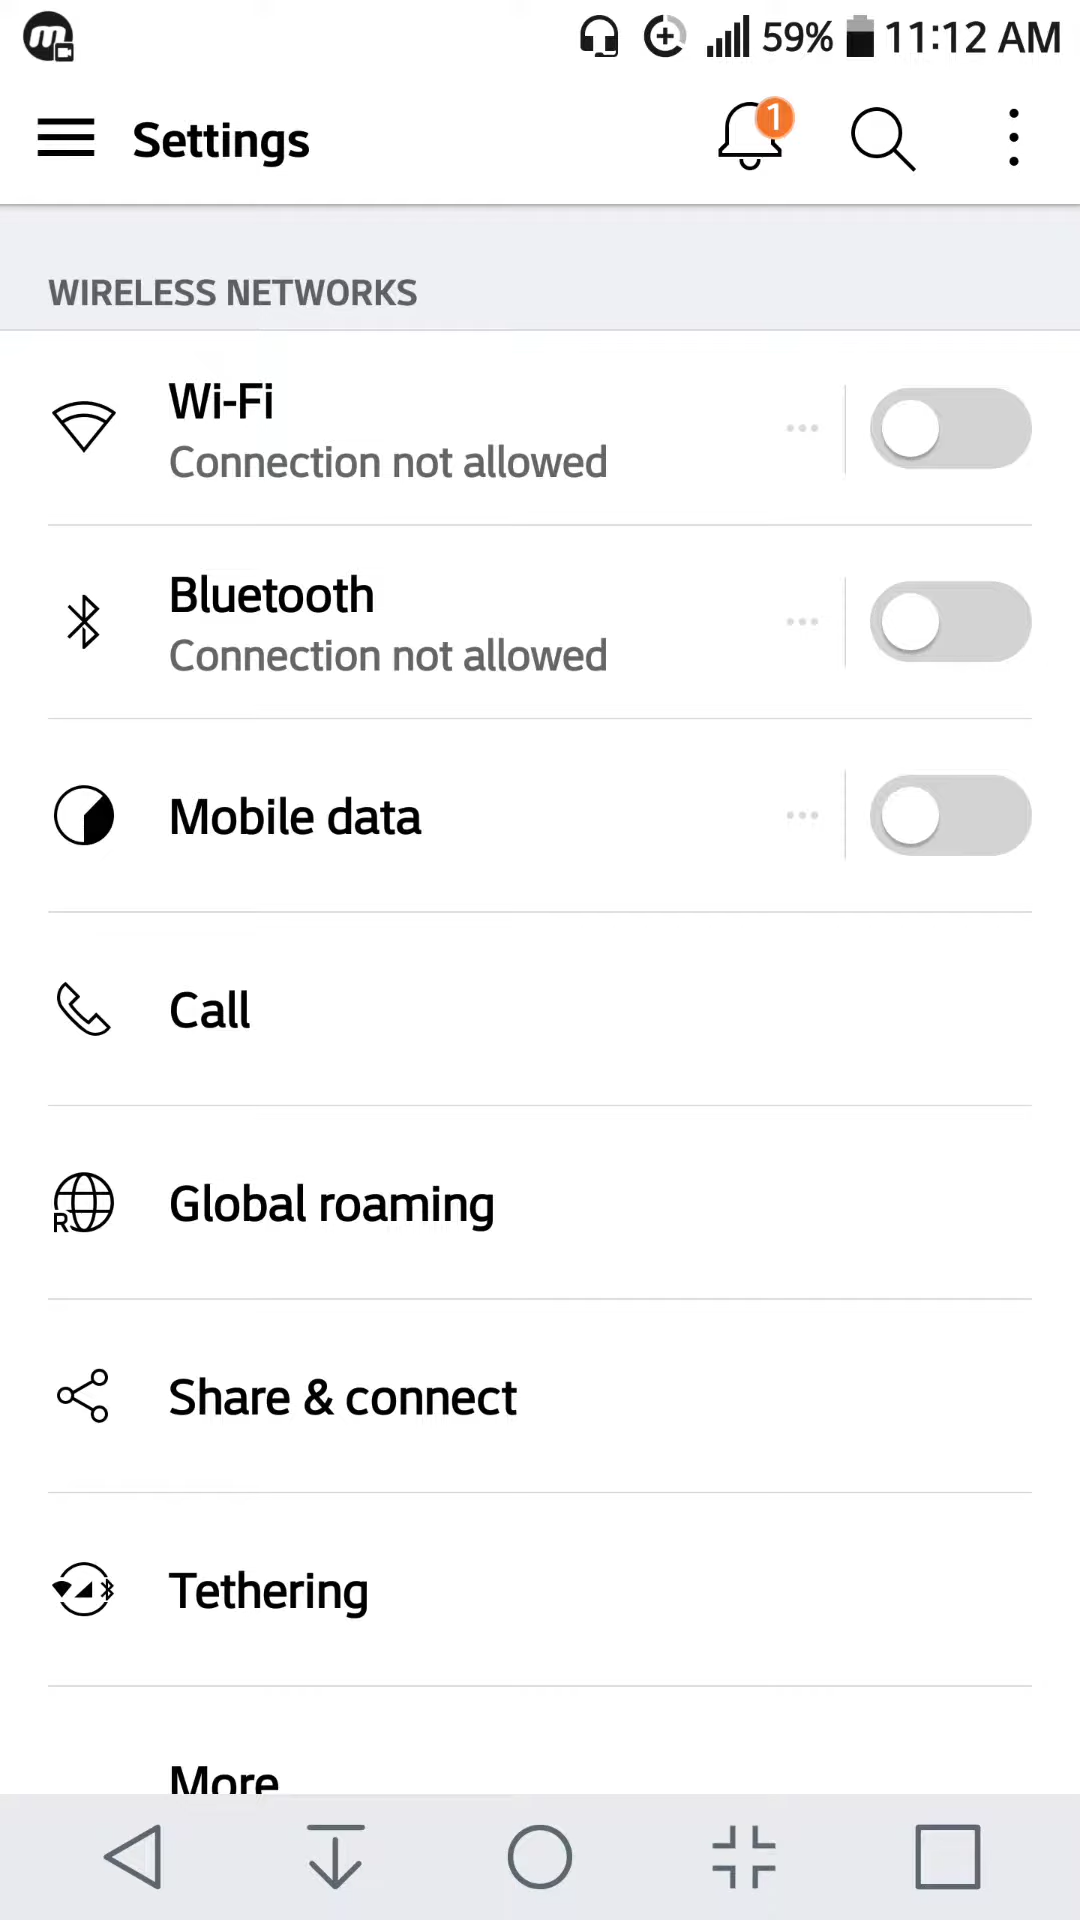 59% 11:12 AM
Settings
1
WIRELESS NETWORKS
Wi-Fi
Connection not allowed
Bluetooth
Connection not allowed
Mobile data
Call
R
Global roaming
Share & connect
Tethering
More